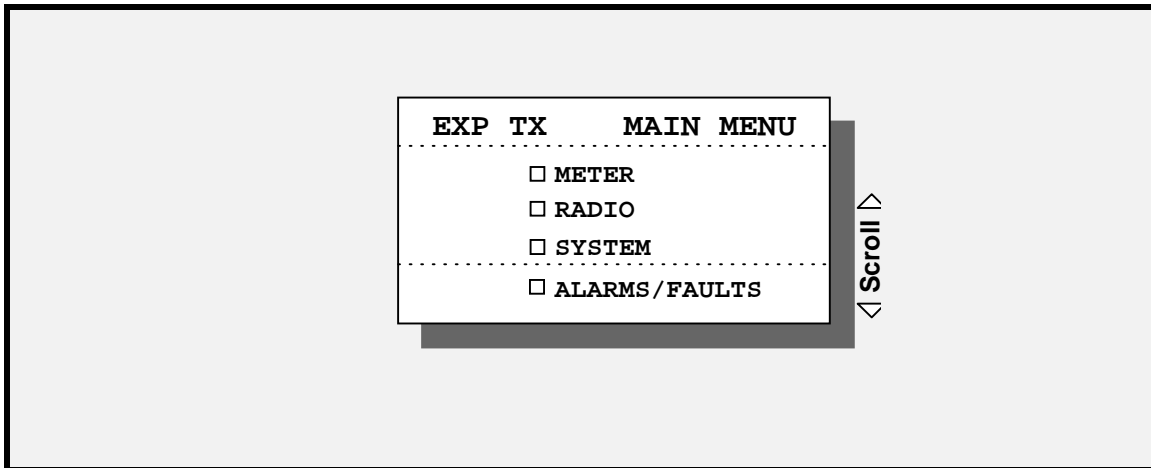 EXP TX MAIN MENU
METER
RADIO
SYSTEM
ALARMS/FAULTS
Scroll